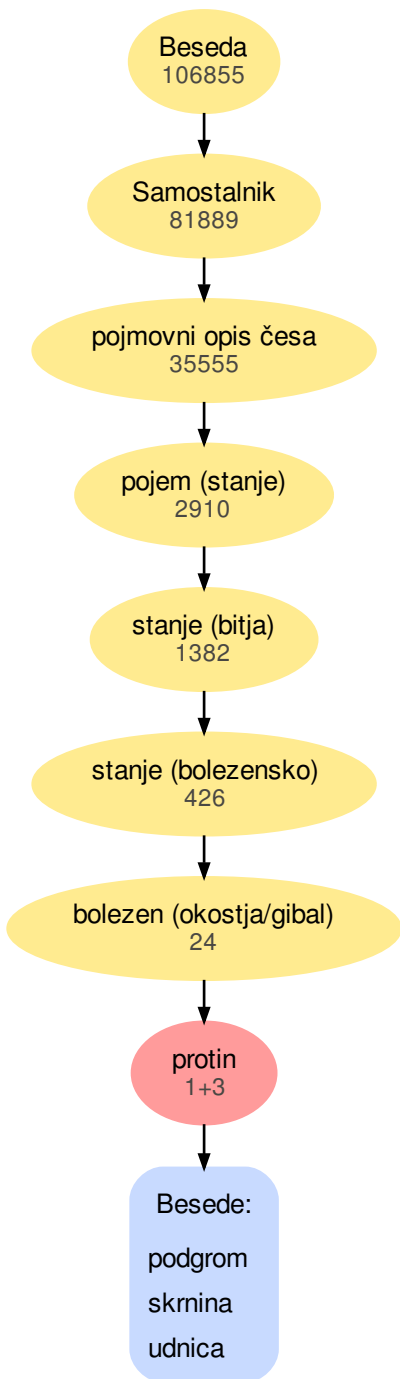 Beseda
106855
Samostalnik
81889
pojmovni opis česa
35555
pojem (stanje)
2910
stanje (bitja)
1382
stanje (bolezensko)
426
bolezen (okostja/gibal)
24
protin
1+3
Besede:
podgrom
skrnina
udnica